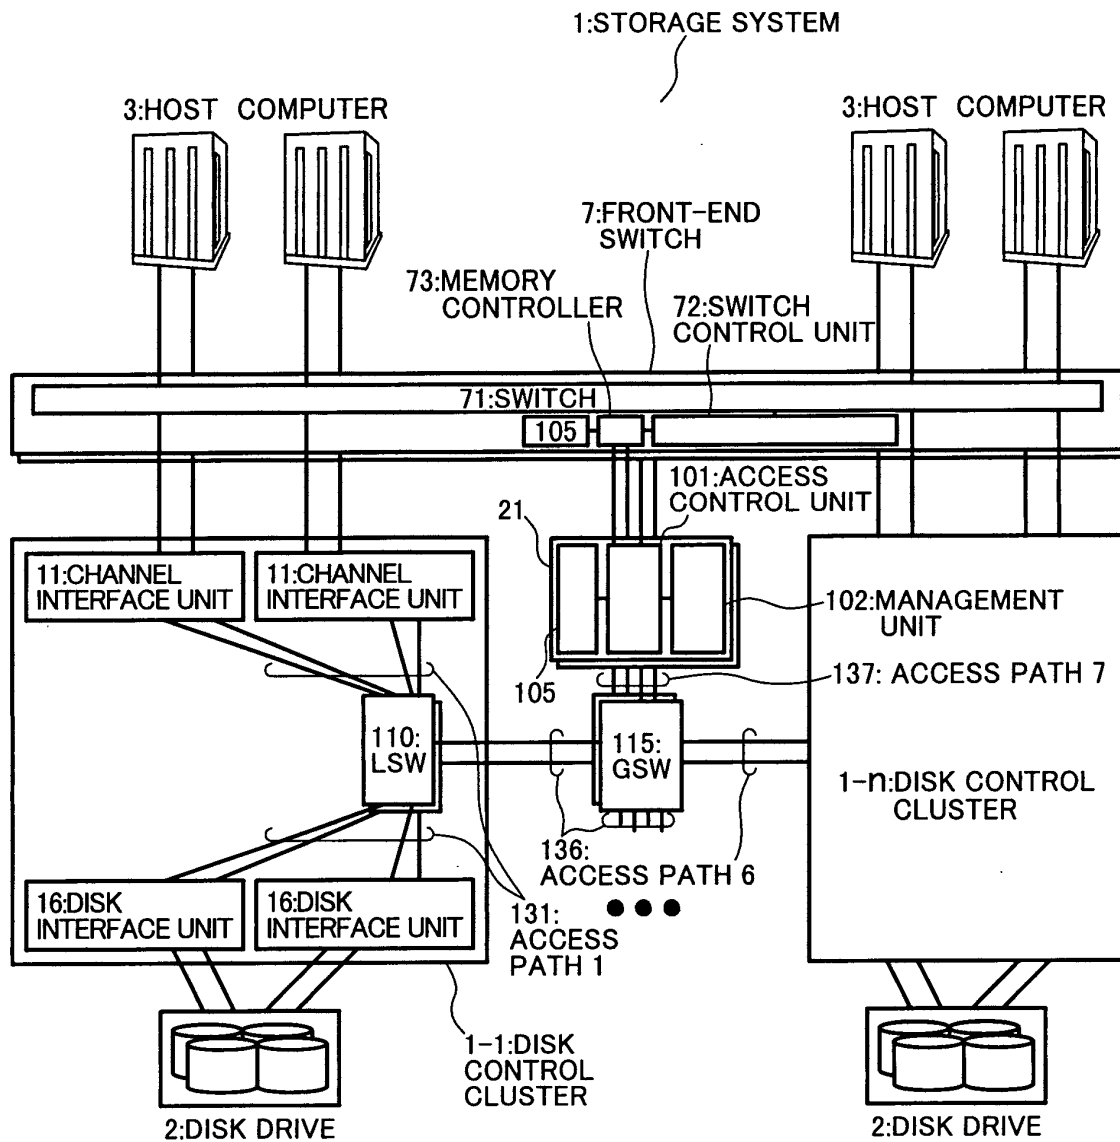 1:STORAGE SYSTEM
3:HOST COMPUTER
3:HOST COMPUTER
7:FRONT-END
SWITCH
73:MEMORY
CONTROLLER
72:SWITCH
CONTROL UNIT
71:SWITCH
105
101:ACCESS
CONTROL UNIT
21
11:CHANNEL
INTERFACE UNIT
11:CHANNEL
INTERFACE UNIT
102:MANAGEMENT
UNIT
105
137: ACCESS PATH 7
110:
LSW
115:
GSW
1-n:DISK CONTROL
CLUSTER
136:
ACCESS PATH 6
16:DISK
INTERFACE UNIT
16:DISK
INTERFACE UNIT
131:
ACCESS
PATH 1
1-1:DISK
CONTROL
CLUSTER
2:DISK DRIVE
2:DISK DRIVE